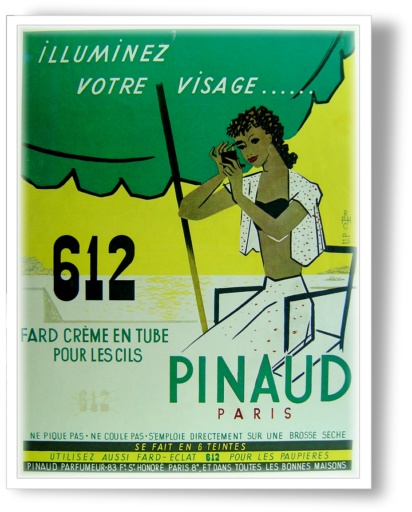 iLLUMiNEZ
VOTRE ViSAGE......
612
FARD CRÈME EN TUBE
POUR LES CILS
612
PINAUD
PARIS
NE PIQUE PAS - NE COULE PAS - S'EMPLOIE DIRECTEMENT SUR UNE BROSSE SÈCHE
SE FAIT EN 6 TEINTES
UTILISEZ AUSSI FARD-ECLAT 612 POUR LES PAUPIERES
PINAUD PARFUMEUR·83 Fg St HONORÉ PARIS 8e, ET DANS TOUTES LES BONNES MAISONS